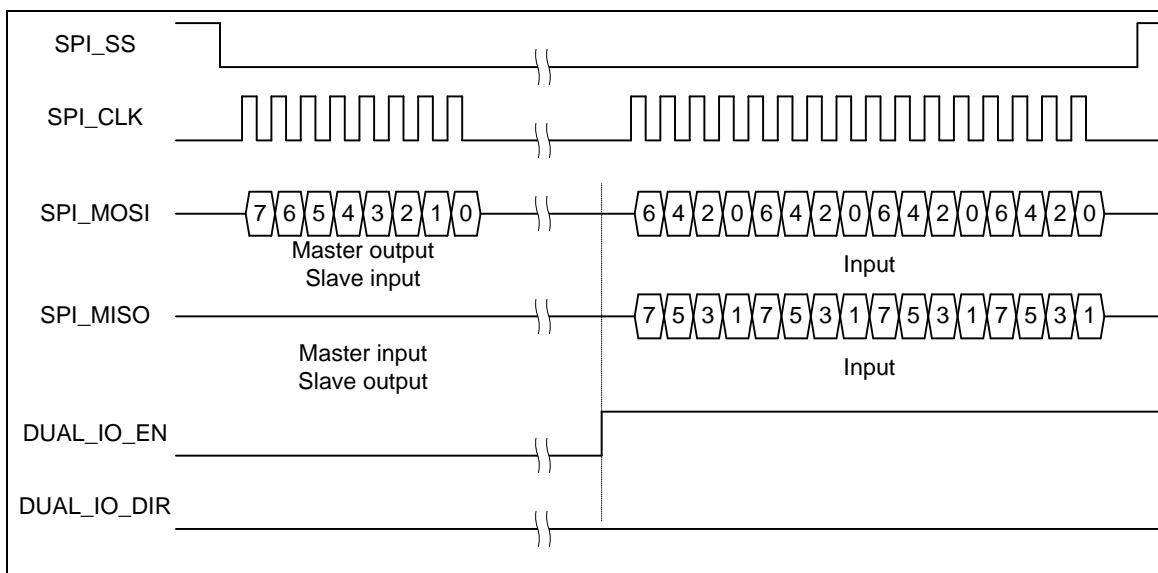 SPI_SS
SPI_CLK
SPI_MOSI
7 6 5 4 3 2 1 0
6 4 2 0 6 4 2 0 6 4 2 0 6 4 2 0
Master output
Slave input
Input
SPI_MISO
7 5 3 1 7 5 3 1 7 5 3 1 7 5 3 1
Master input
Slave output
Input
DUAL_IO_EN
DUAL_IO_DIR